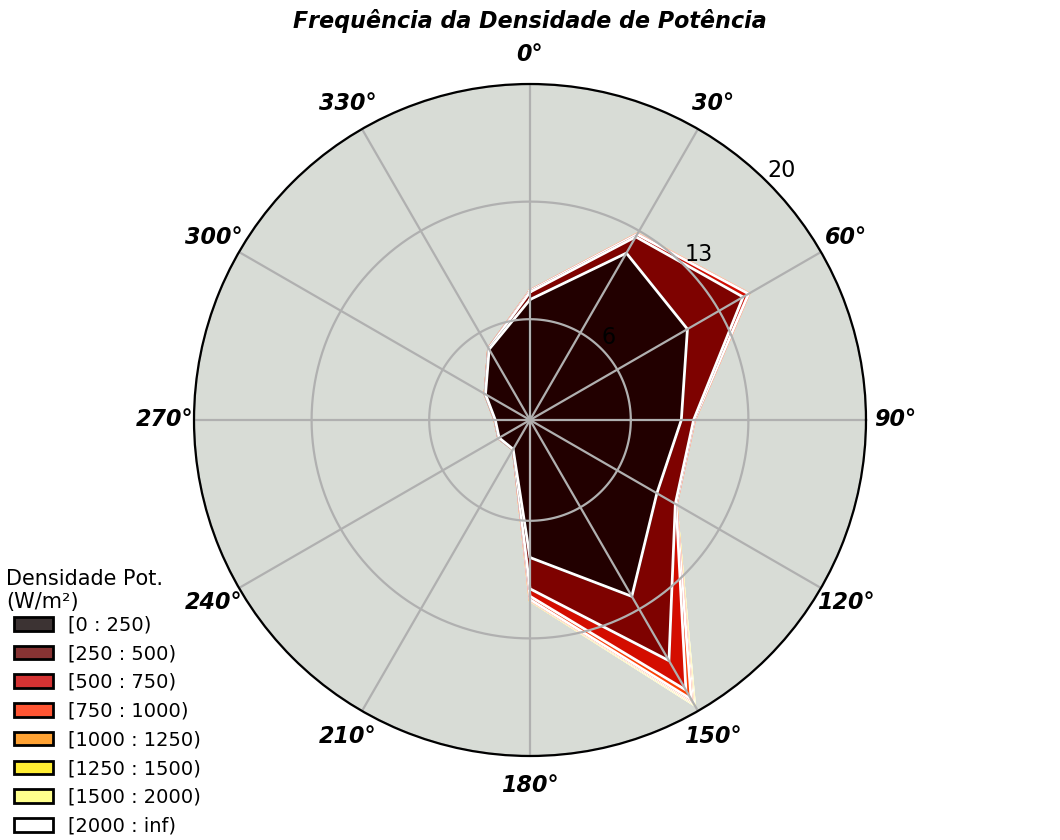 Frequência da Densidade de Potência
0°
330°
30°
20
300°
60°
13
6
270°
90°
240°
120°
210°
150°
180°
Densidade Pot.
(W/m²)
[0 : 250)
[250 : 500)
[500 : 750)
[750 : 1000)
[1000 : 1250)
[1250 : 1500)
[1500 : 2000)
[2000 : inf)